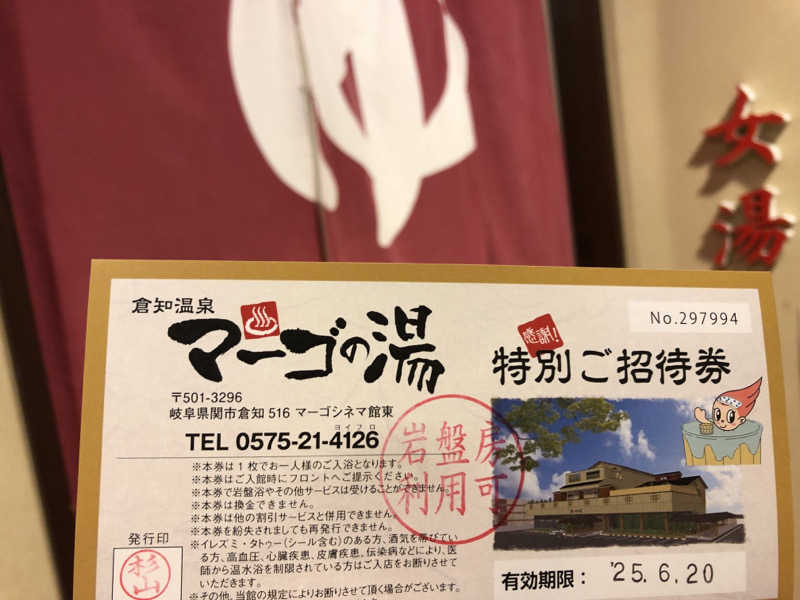 女湯
倉知温泉
マーゴの湯
No.297994
感謝!
特別ご招待券
〒501-3296
岐阜県関市倉知 516 マーゴシネマ館東
ヨイフロ
TEL 0575-21-4126
岩盤房
利用可
※本券は1枚でお一人様のご入浴となります。
※本券はご入館時にフロントへご提示ください。
※本券で岩盤浴やその他サービスは受けることができません。
※本券は換金できません。
※本券は他の割引サービスと併用できません。
※本券を紛失されましても再発行できません。
※イレズミ・タトゥー(シール含む)のある方、酒気を帯びてい
る方、高血圧、心臓疾患、皮膚疾患、伝染病などにより、医
師から温水浴を制限されている方はご入店をお断りさせて
いただきます。
※その他、当館の規定によりお断りさせて頂く場合がございます。
発行印
杉山
有効期限: '25.6.20